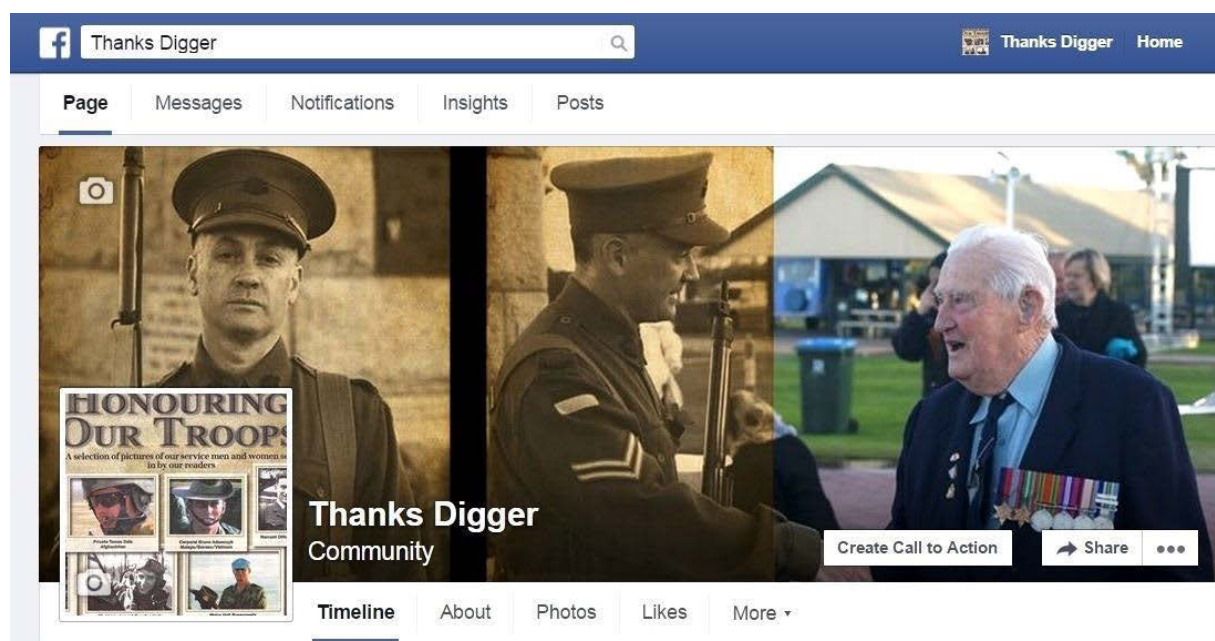 f Thanks Digger Thanks Digger Home
Page Messages Notifications Insights Posts
HONOURING
OUR TROOPS
A selection of pictures of our service men and women
in by our readers
Afghanistan
Thanks Digger
Community
Create Call to Action Share
Timeline About Photos Likes More